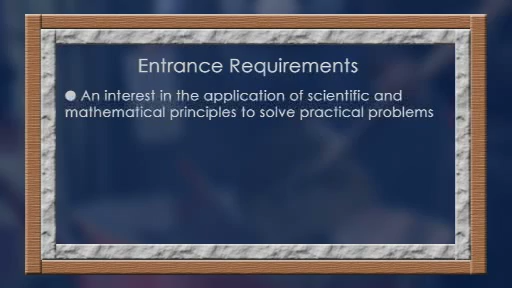 Entrance Requirements
● An interest in the application of scientific and
mathematical principles to solve practical problems